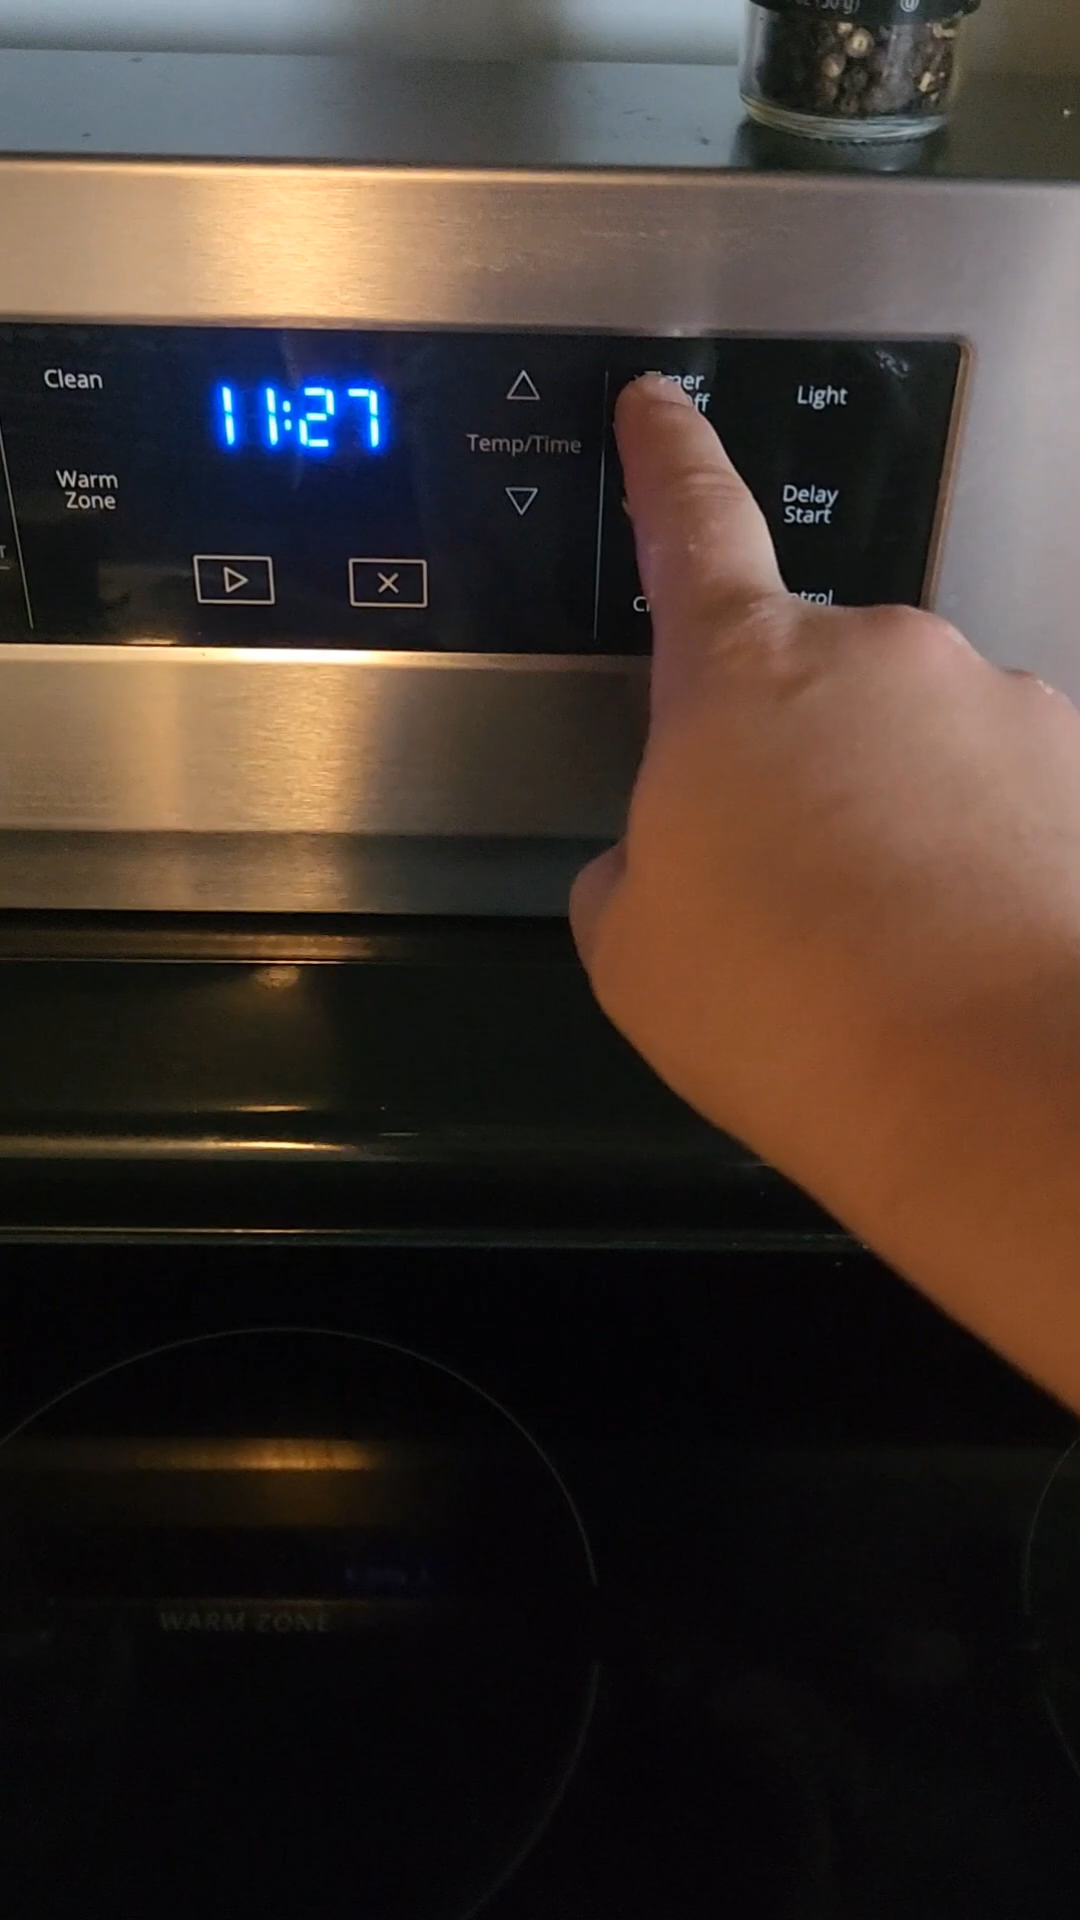 Clean
11:27
Temp/Time
Light
Warm
Zone
Delay
Start
WARM ZONE